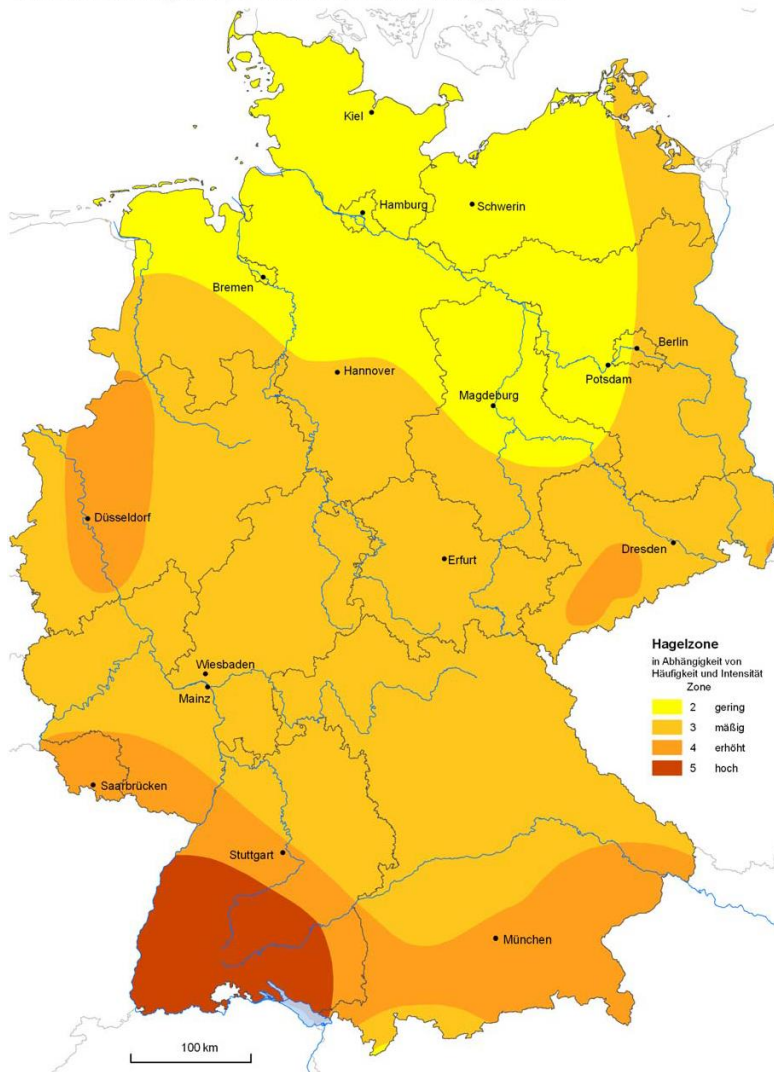 Kiel
Hamburg
Schwerin
Bremen
Berlin
Hannover
Potsdam
Magdeburg
Düsseldorf
Dresden
Erfurt
Hagelzone
in Abhängigkeit von
Häufigkeit und Intensität
Zone
2 gering
3 mäßig
4 erhöht
5 hoch
Wiesbaden
Mainz
Saarbrücken
Stuttgart
München
100 km